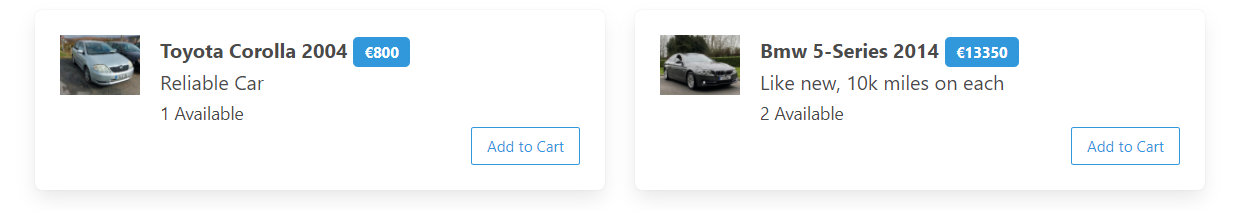 Toyota Corolla 2004 €800
Reliable Car
1 Available
Add to Cart
Bmw 5-Series 2014 €13350
Like new, 10k miles on each
2 Available
Add to Cart